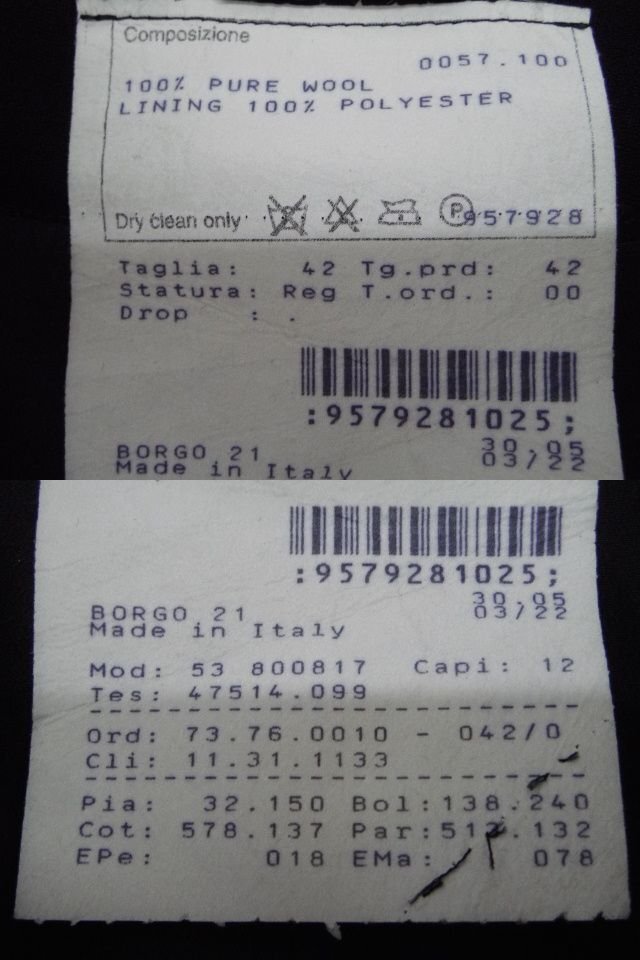 Composizione
0057.100
100% PURE WOOL
LINING 100% POLYESTER
Dry clean only P 957928
Taglia: 42 Tg.prd: 42
Statura: Reg T.ord.: 00
Drop : .
:9579281025;
BORGO 21 30.05
Made in Italy 03/22
:9579281025;
BORGO 21 30.05
Made in Italy 03/22
Mod: 53 800817 Capi: 12
Tes: 47514.099
Ord: 73.76.0010 - 042/0
Cli: 11.31.1133
Pia: 32.150 Bol:138.240
Cot: 578.137 Par: .132
EPe: 018 EMa: 078